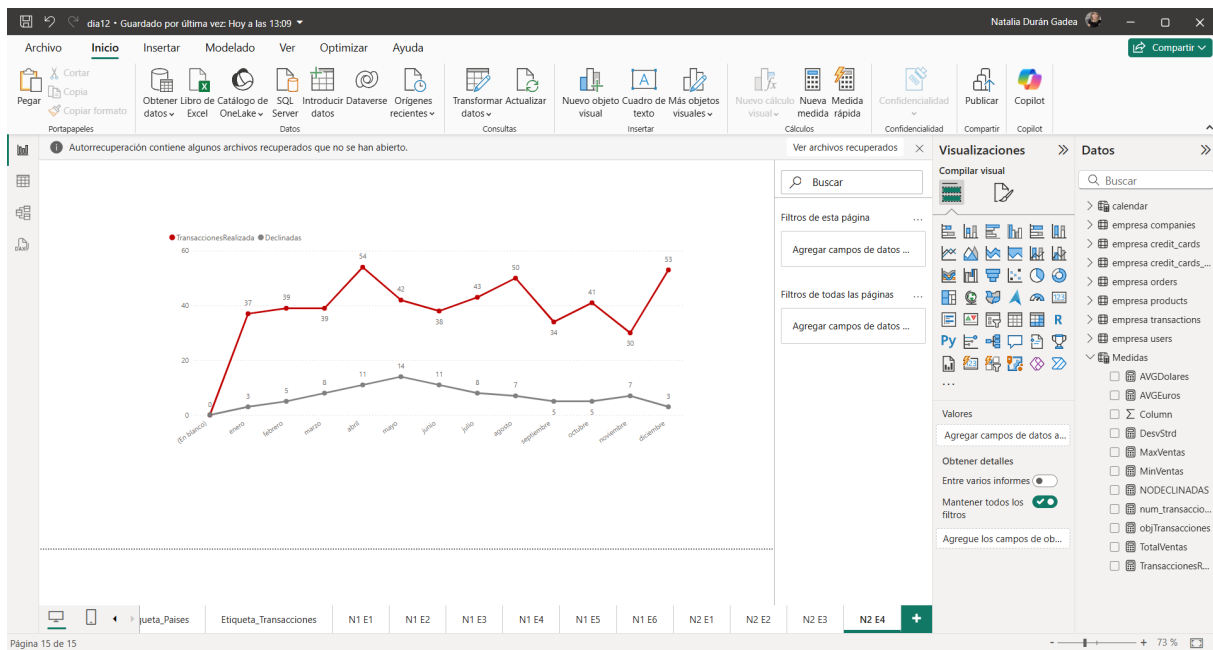 dia12 • Guardado por última vez: Hoy a las 13:09
Natalia Durán Gadea
Archivo Inicio Insertar Modelado Ver Optimizar Ayuda
Compartir
Pegar
Cortar
Copia
Copiar formato
Portapapeles
Obtener datos
Libro de Excel
Catálogo de OneLake
SQL Server
Introducir datos
Dataverse
Orígenes recientes
Datos
Transformar datos
Actualizar
Consultas
Nuevo objeto visual
Cuadro de texto
Más objetos visuales
Insertar
Nuevo cálculo visual
Nueva medida
Medida rápida
Cálculos
Confidencialidad
Confidencialidad
Publicar
Compartir
Copilot
Copilot
Autorrecuperación contiene algunos archivos recuperados que no se han abierto.
Ver archivos recuperados
TransaccionesRealizada Declinadas
60
40
20
0
0 37 39 39 54 42 38 43 50 34 41 30 53
3 5 8 11 14 11 8 7 5 5 7 3
(En blanco) enero febrero marzo abril mayo junio julio agosto septiembre octubre noviembre diciembre
Buscar
Filtros de esta página ...
Agregar campos de datos ...
Filtros de todas las páginas ...
Agregar campos de datos ...
Visualizaciones
Compilar visual
123
R
Py
...
Valores
Agregar campos de datos a...
Obtener detalles
Entre varios informes
Mantener todos los filtros
Agregue los campos de ob...
Datos
Buscar
calendar
empresa companies
empresa credit_cards
empresa credit_cards_...
empresa orders
empresa products
empresa transactions
empresa users
Medidas
AVGDolares
AVGEuros
Column
DesvStrd
MaxVentas
MinVentas
NODECLINADAS
num_transaccio...
objTransacciones
TotalVentas
TransaccionesR...
queta_Paises Etiqueta_Transacciones N1 E1 N1 E2 N1 E3 N1 E4 N1 E5 N1 E6 N2 E1 N2 E2 N2 E3 N2 E4 +
Página 15 de 15
- + 73 %